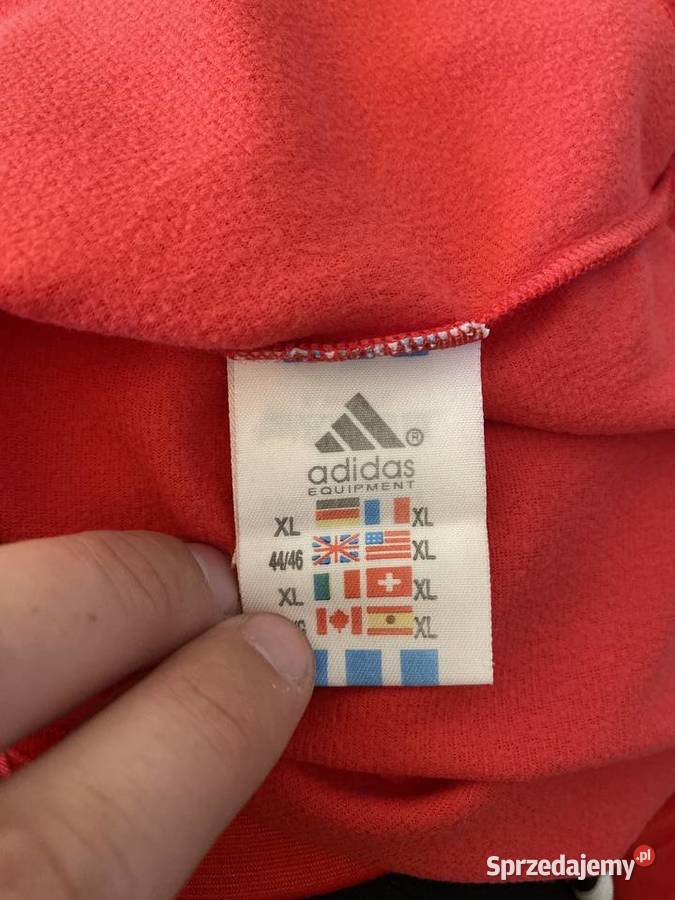 ®
adidas
EQUIPMENT
XL XL
44/46 XL
XL XL
XL
Sprzedajemy.pl